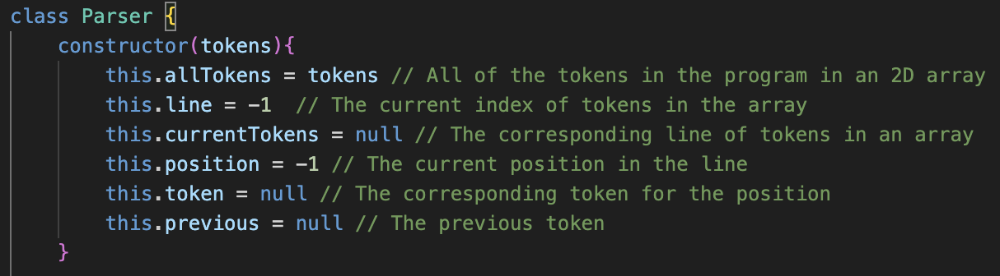 class Parser {
constructor(tokens){
this.allTokens = tokens // All of the tokens in the program in an 2D array
this.line = -1  // The current index of tokens in the array
this.currentTokens = null // The corresponding line of tokens in an array
this.position = -1 // The current position in the line
this.token = null // The corresponding token for the position
this.previous = null // The previous token
}